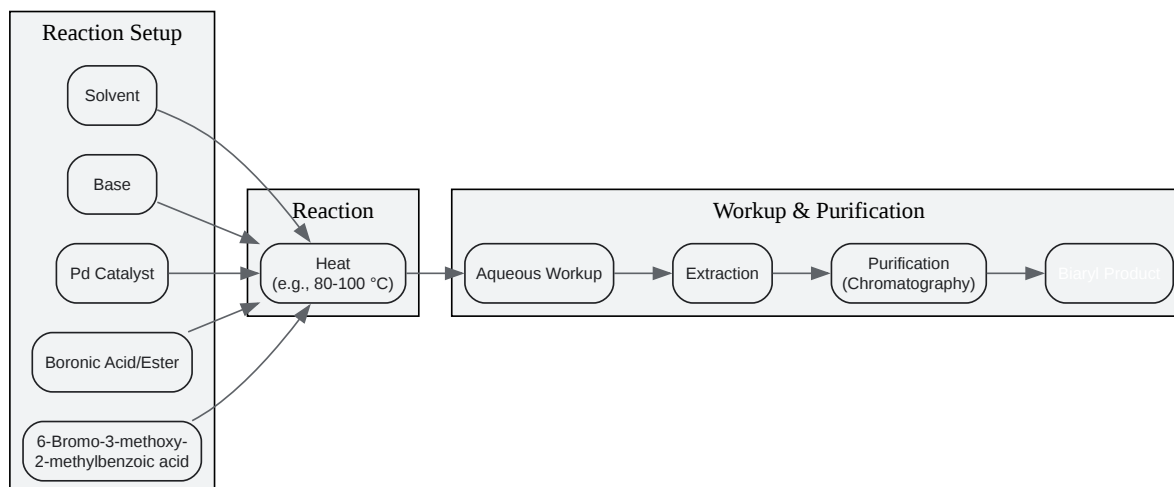 Reaction Setup
Solvent
Base
Pd Catalyst
Boronic Acid/Ester
6-Bromo-3-methoxy-
2-methylbenzoic acid
Reaction
Heat
(e.g., 80-100 °C)
Workup & Purification
Aqueous Workup
Extraction
Purification
(Chromatography)
Biaryl Product